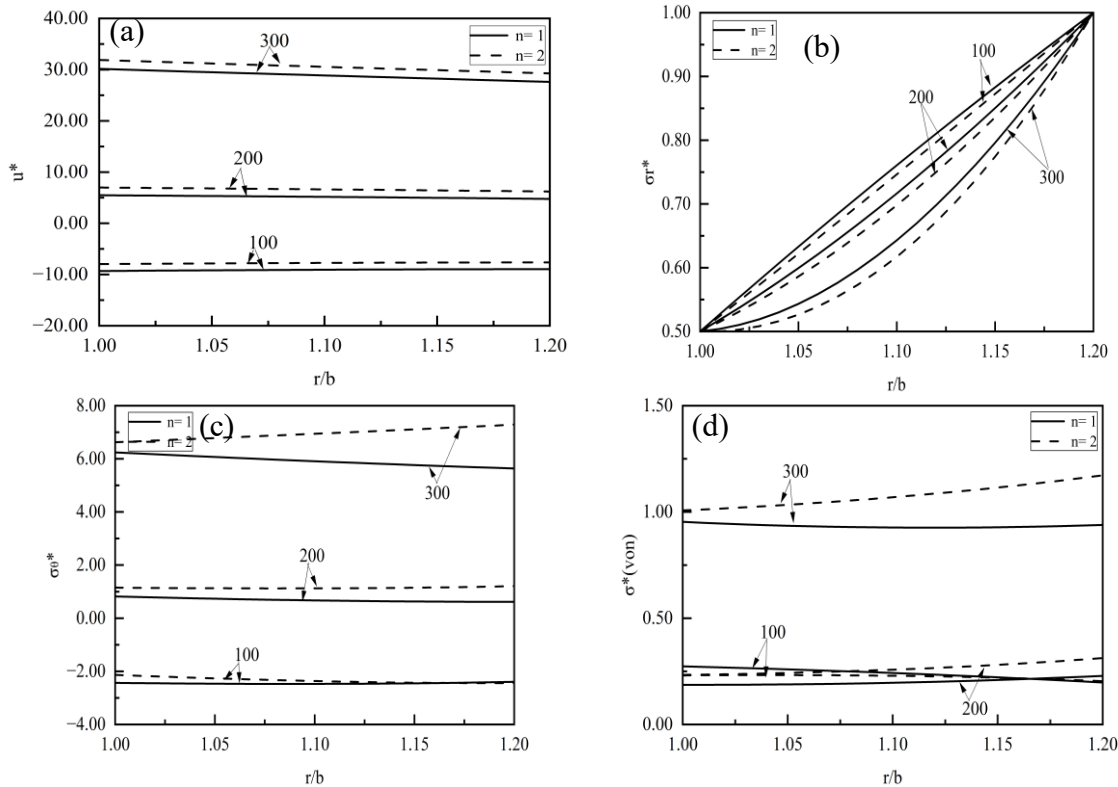 (a)
n= 1
n= 2
300
200
100
40.00
30.00
20.00
10.00
0.00
−10.00
−20.00
u*
1.00 1.05 1.10 1.15 1.20
r/b
(b)
n= 1
n= 2
100
200
300
1.00
0.90
0.80
0.70
0.60
0.50
σr*
1.00 1.05 1.10 1.15 1.20
r/b
(c)
n= 1
n= 2
300
200
100
8.00
6.00
4.00
2.00
0.00
−2.00
−4.00
σθ*
1.00 1.05 1.10 1.15 1.20
r/b
(d)
n= 1
n= 2
300
100
200
1.50
1.00
0.50
0.00
σ*(von)
1.00 1.05 1.10 1.15 1.20
r/b